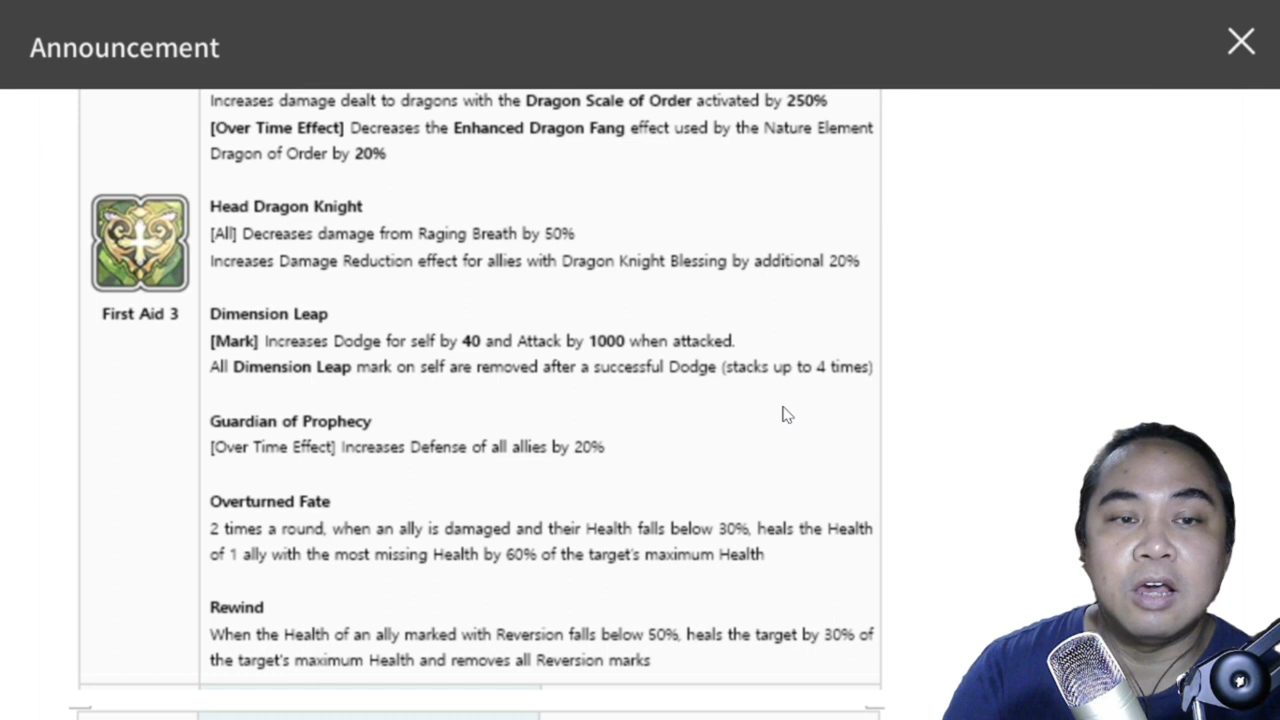 Announcement
Increases damage dealt to dragons with the Dragon Scale of Order activated by 250%
[Over Time Effect] Decreases the Enhanced Dragon Fang effect used by the Nature Element
Dragon of Order by 20%
Head Dragon Knight
[All] Decreases damage from Raging Breath by 50%
Increases Damage Reduction effect for allies with Dragon Knight Blessing by additional 20%
First Aid 3
Dimension Leap
[Mark] Increases Dodge for self by 40 and Attack by 1000 when attacked.
All Dimension Leap mark on self are removed after a successful Dodge (stacks up to 4 times)
Guardian of Prophecy
[Over Time Effect] Increases Defense of all allies by 20%
Overturned Fate
2 times a round, when an ally is damaged and their Health falls below 30%, heals the Health
of 1 ally with the most missing Health by 60% of the target's maximum Health
Rewind
When the Health of an ally marked with Reversion falls below 50%, heals the target by 30% of
the target's maximum Health and removes all Reversion marks